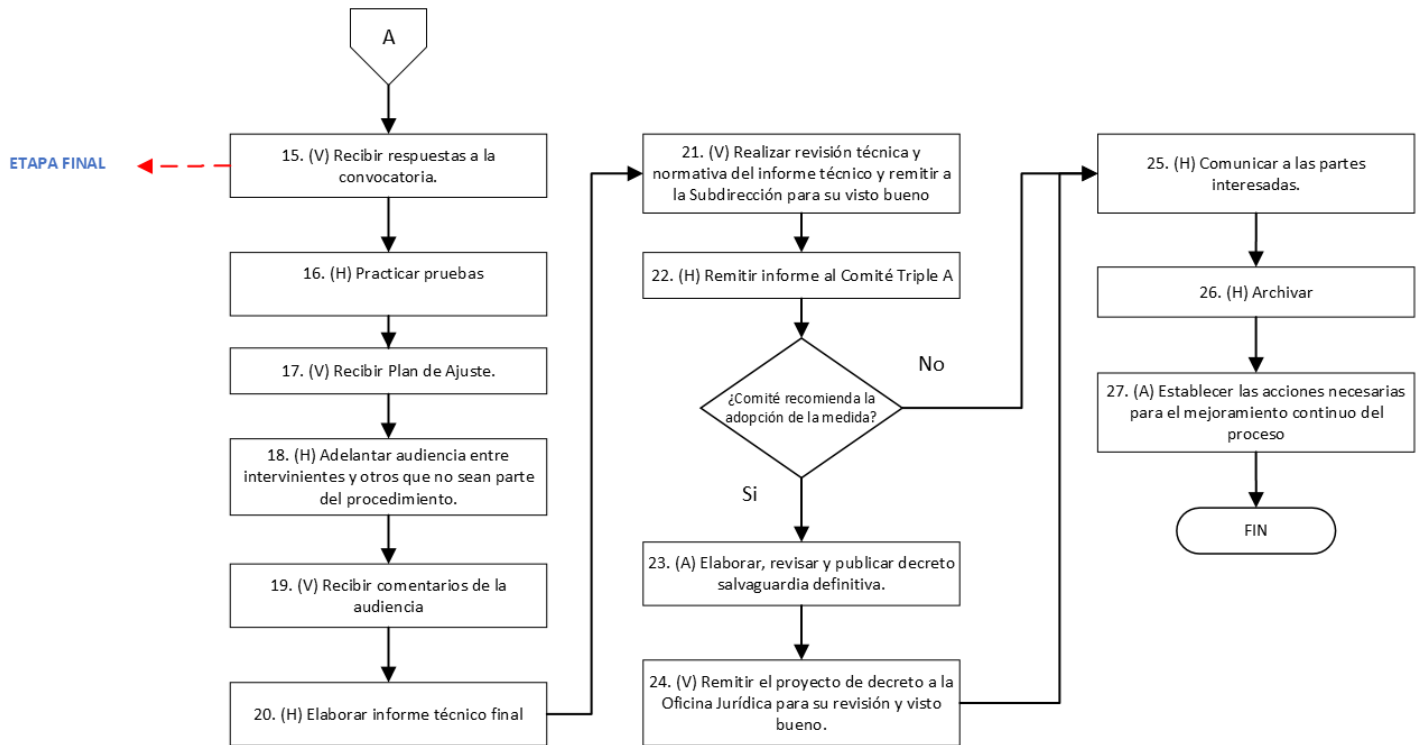 A
ETAPA FINAL
15. (V) Recibir respuestas a la
convocatoria.
16. (H) Practicar pruebas
17. (V) Recibir Plan de Ajuste.
18. (H) Adelantar audiencia entre
intervinientes y otros que no sean parte
del procedimiento.
19. (V) Recibir comentarios de la
audiencia
20. (H) Elaborar informe técnico final
21. (V) Realizar revisión técnica y
normativa del informe técnico y remitir a
la Subdirección para su visto bueno
22. (H) Remitir informe al Comité Triple A
¿Comité recomienda la
adopción de la medida?
No
Si
23. (A) Elaborar, revisar y publicar decreto
salvaguardia definitiva.
24. (V) Remitir el proyecto de decreto a la
Oficina Jurídica para su revisión y visto
bueno.
25. (H) Comunicar a las partes
interesadas.
26. (H) Archivar
27. (A) Establecer las acciones necesarias
para el mejoramiento continuo del
proceso
FIN